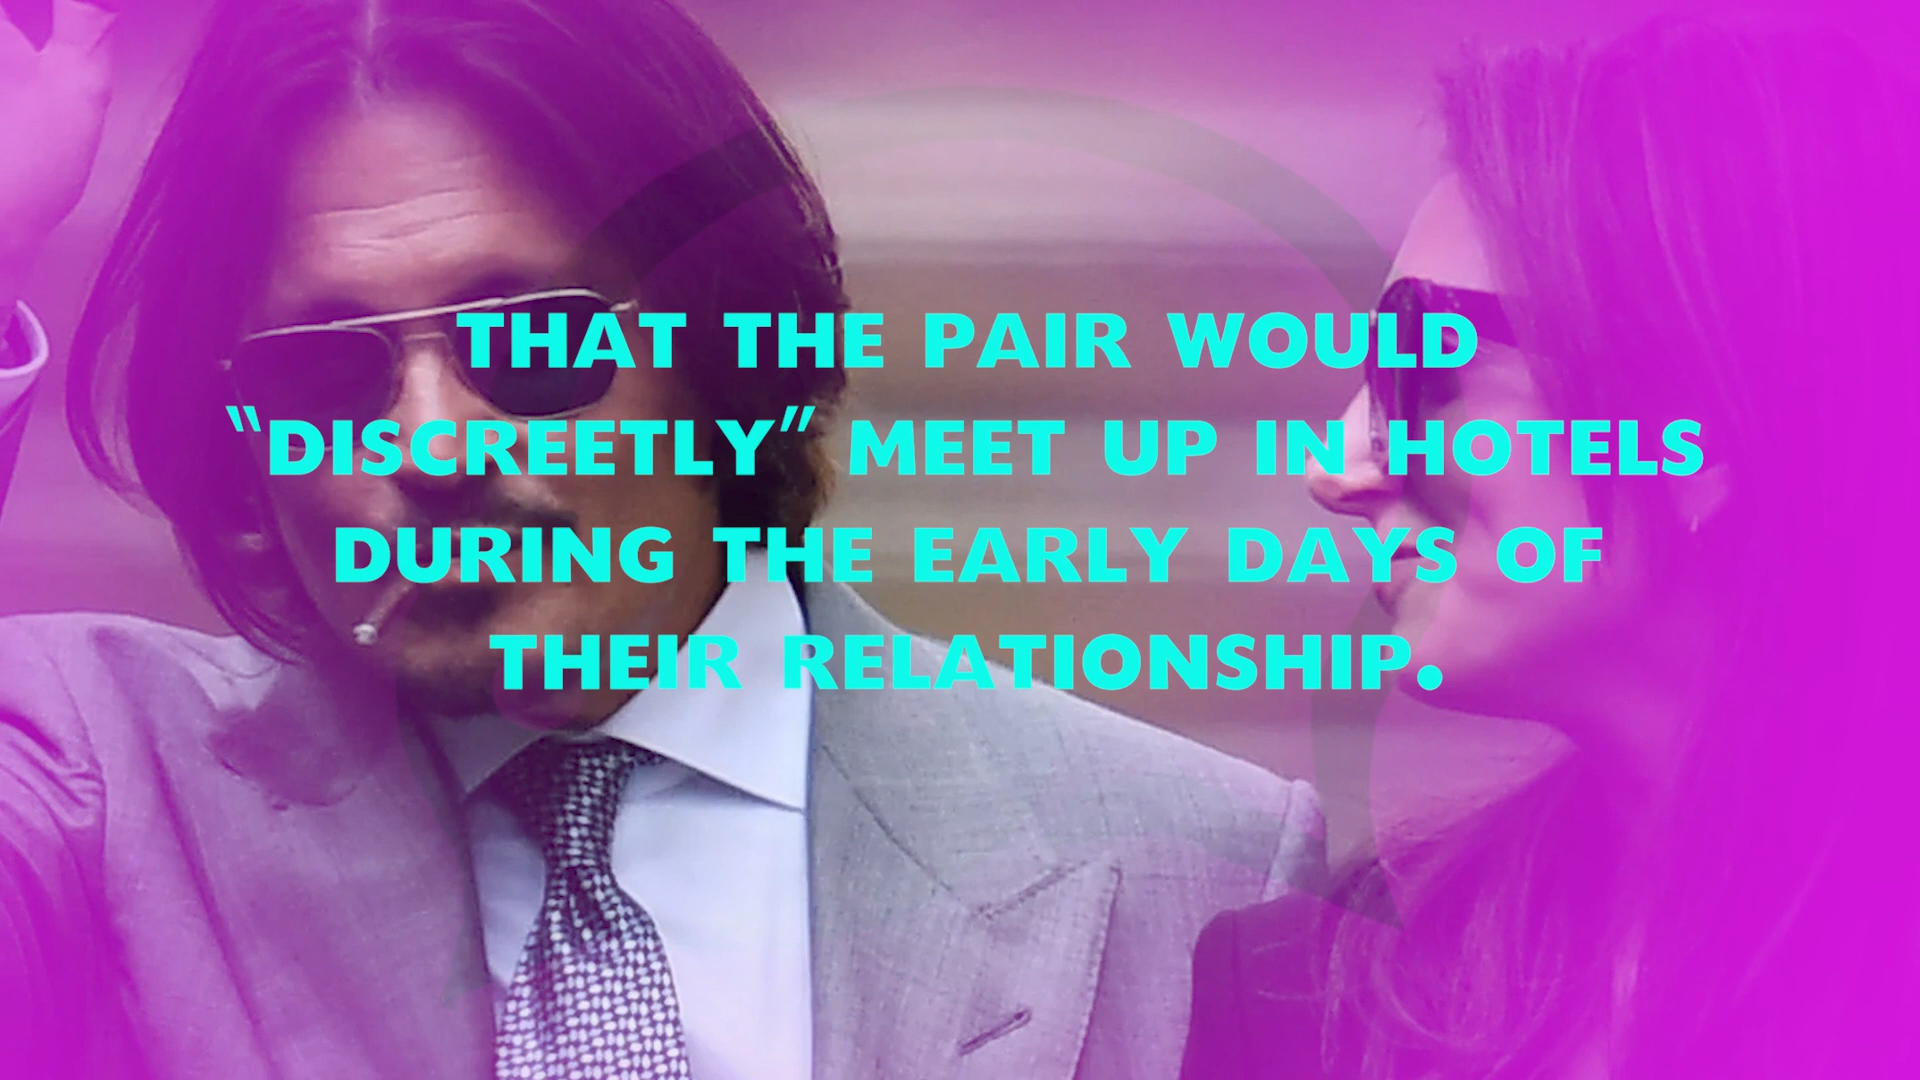 THAT THE PAIR WOULD
“DISCREETLY” MEET UP IN HOTELS
DURING THE EARLY DAYS OF
THEIR RELATIONSHIP.